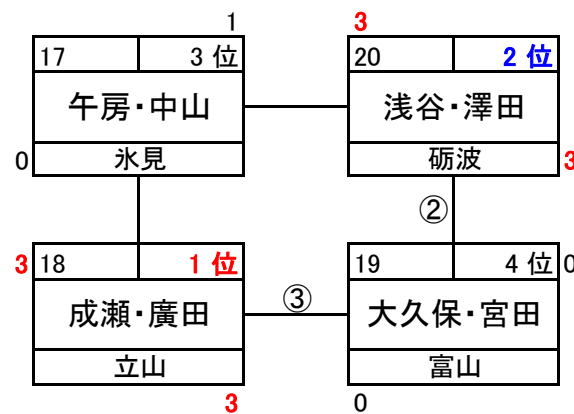 1 3
17 3位 20 2位
午房・中山 浅谷・澤田
0 氷見 砺波 3
②
3 18 1位 19 4位 0
成瀬・廣田 ③ 大久保・宮田
立山 富山
3 0